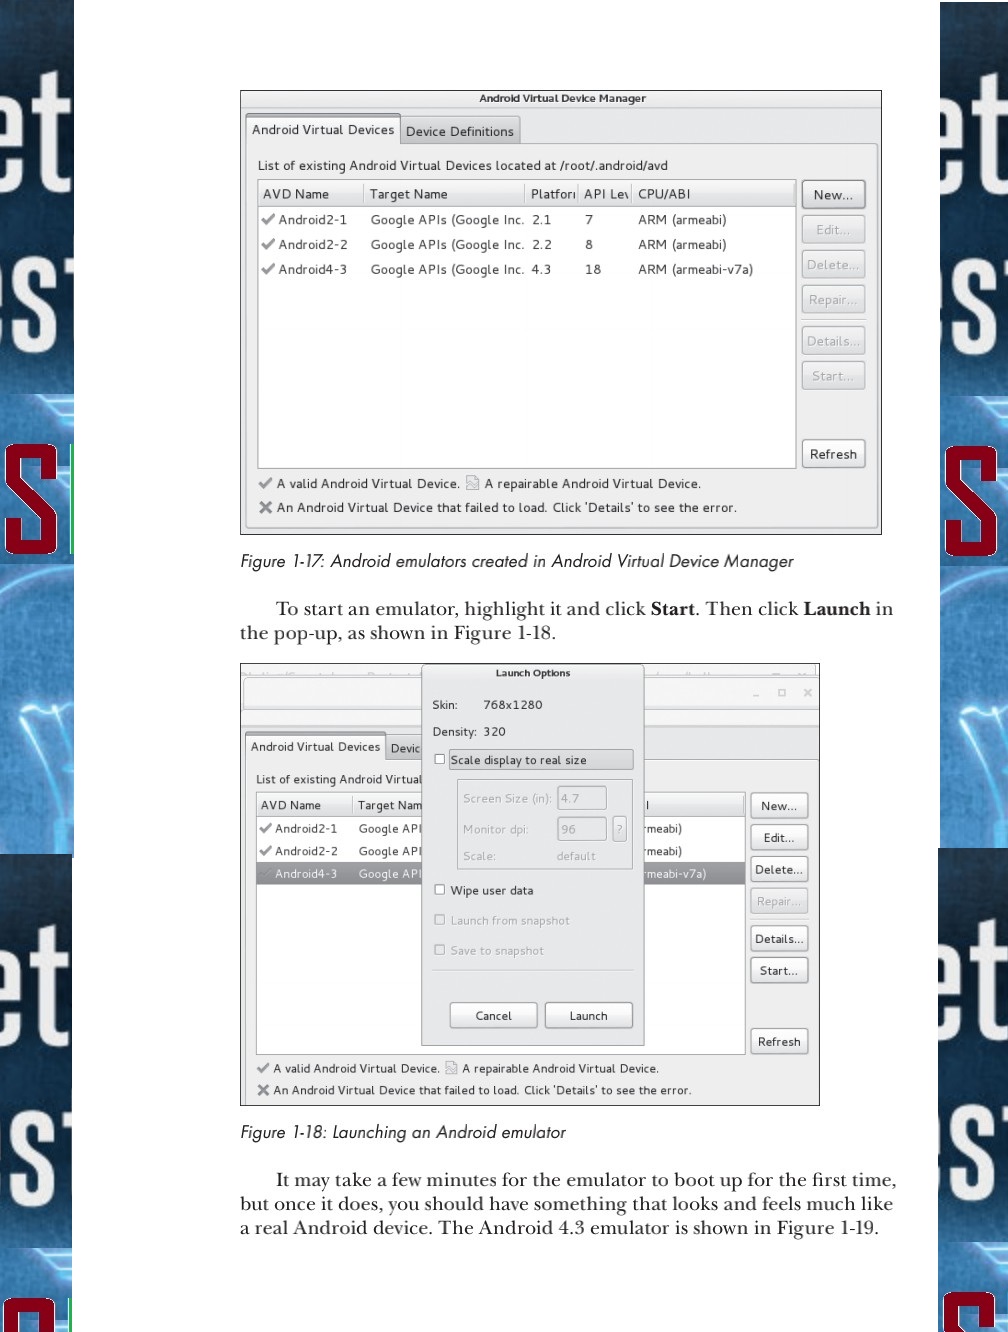 et
et
es
es
S
S
et
et
es
es
Android Virtual Device Manager
Android Virtual Devices Device Definitions
List of existing Android Virtual Devices located at /root/.android/avd
AVD Name Target Name Platfor API Lev CPU/ABI New...
Android2-1 Google APIs (Google Inc. 2.1 7 ARM (armeabi)
Edit...
Android2-2 Google APIs (Google Inc. 2.2 8 ARM (armeabi)
Android4-3 Google APIs (Google Inc. 4.3 18 ARM (armeabi-v7a) Delete...
Repair...
Details...
Start...
Refresh
A valid Android Virtual Device. A repairable Android Virtual Device.
An Android Virtual Device that failed to load. Click 'Details' to see the error.
Figure 1-17: Android emulators created in Android Virtual Device Manager
To start an emulator, highlight it and click Start. Then click Launch in
the pop-up, as shown in Figure 1-18.
Launch Options
Skin: 768x1280
Density: 320
Android Virtual Devices Devic
Scale display to real size
List of existing Android Virtual
Screen Size (in): 4.7
AVD Name Target Nam I New...
Android2-1 Google API Monitor dpi: 96 ? rmeabi)
Edit...
Android2-2 Google API Scale: default rmeabi)
Android4-3 Google API rmeabi-v7a) Delete...
Wipe user data
Repair...
Launch from snapshot
Details...
Save to snapshot
Start...
Cancel Launch
Refresh
A valid Android Virtual Device. A repairable Android Virtual Device.
An Android Virtual Device that failed to load. Click 'Details' to see the error.
Figure 1-18: Launching an Android emulator
It may take a few minutes for the emulator to boot up for the first time,
but once it does, you should have something that looks and feels much like
a real Android device. The Android 4.3 emulator is shown in Figure 1-19.